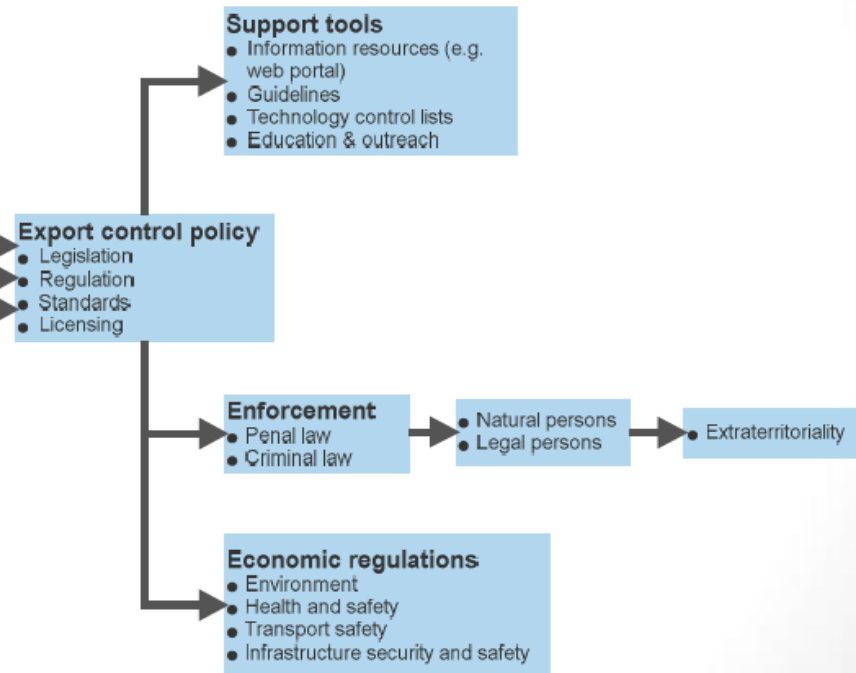 Support tools
• Information resources (e.g.
web portal)
• Guidelines
• Technology control lists
• Education & outreach
Export control policy
• Legislation
• Regulation
• Standards
• Licensing
Enforcement
• Penal law
• Criminal law
• Natural persons
• Legal persons
• Extraterritoriality
Economic regulations
• Environment
• Health and safety
• Transport safety
• Infrastructure security and safety